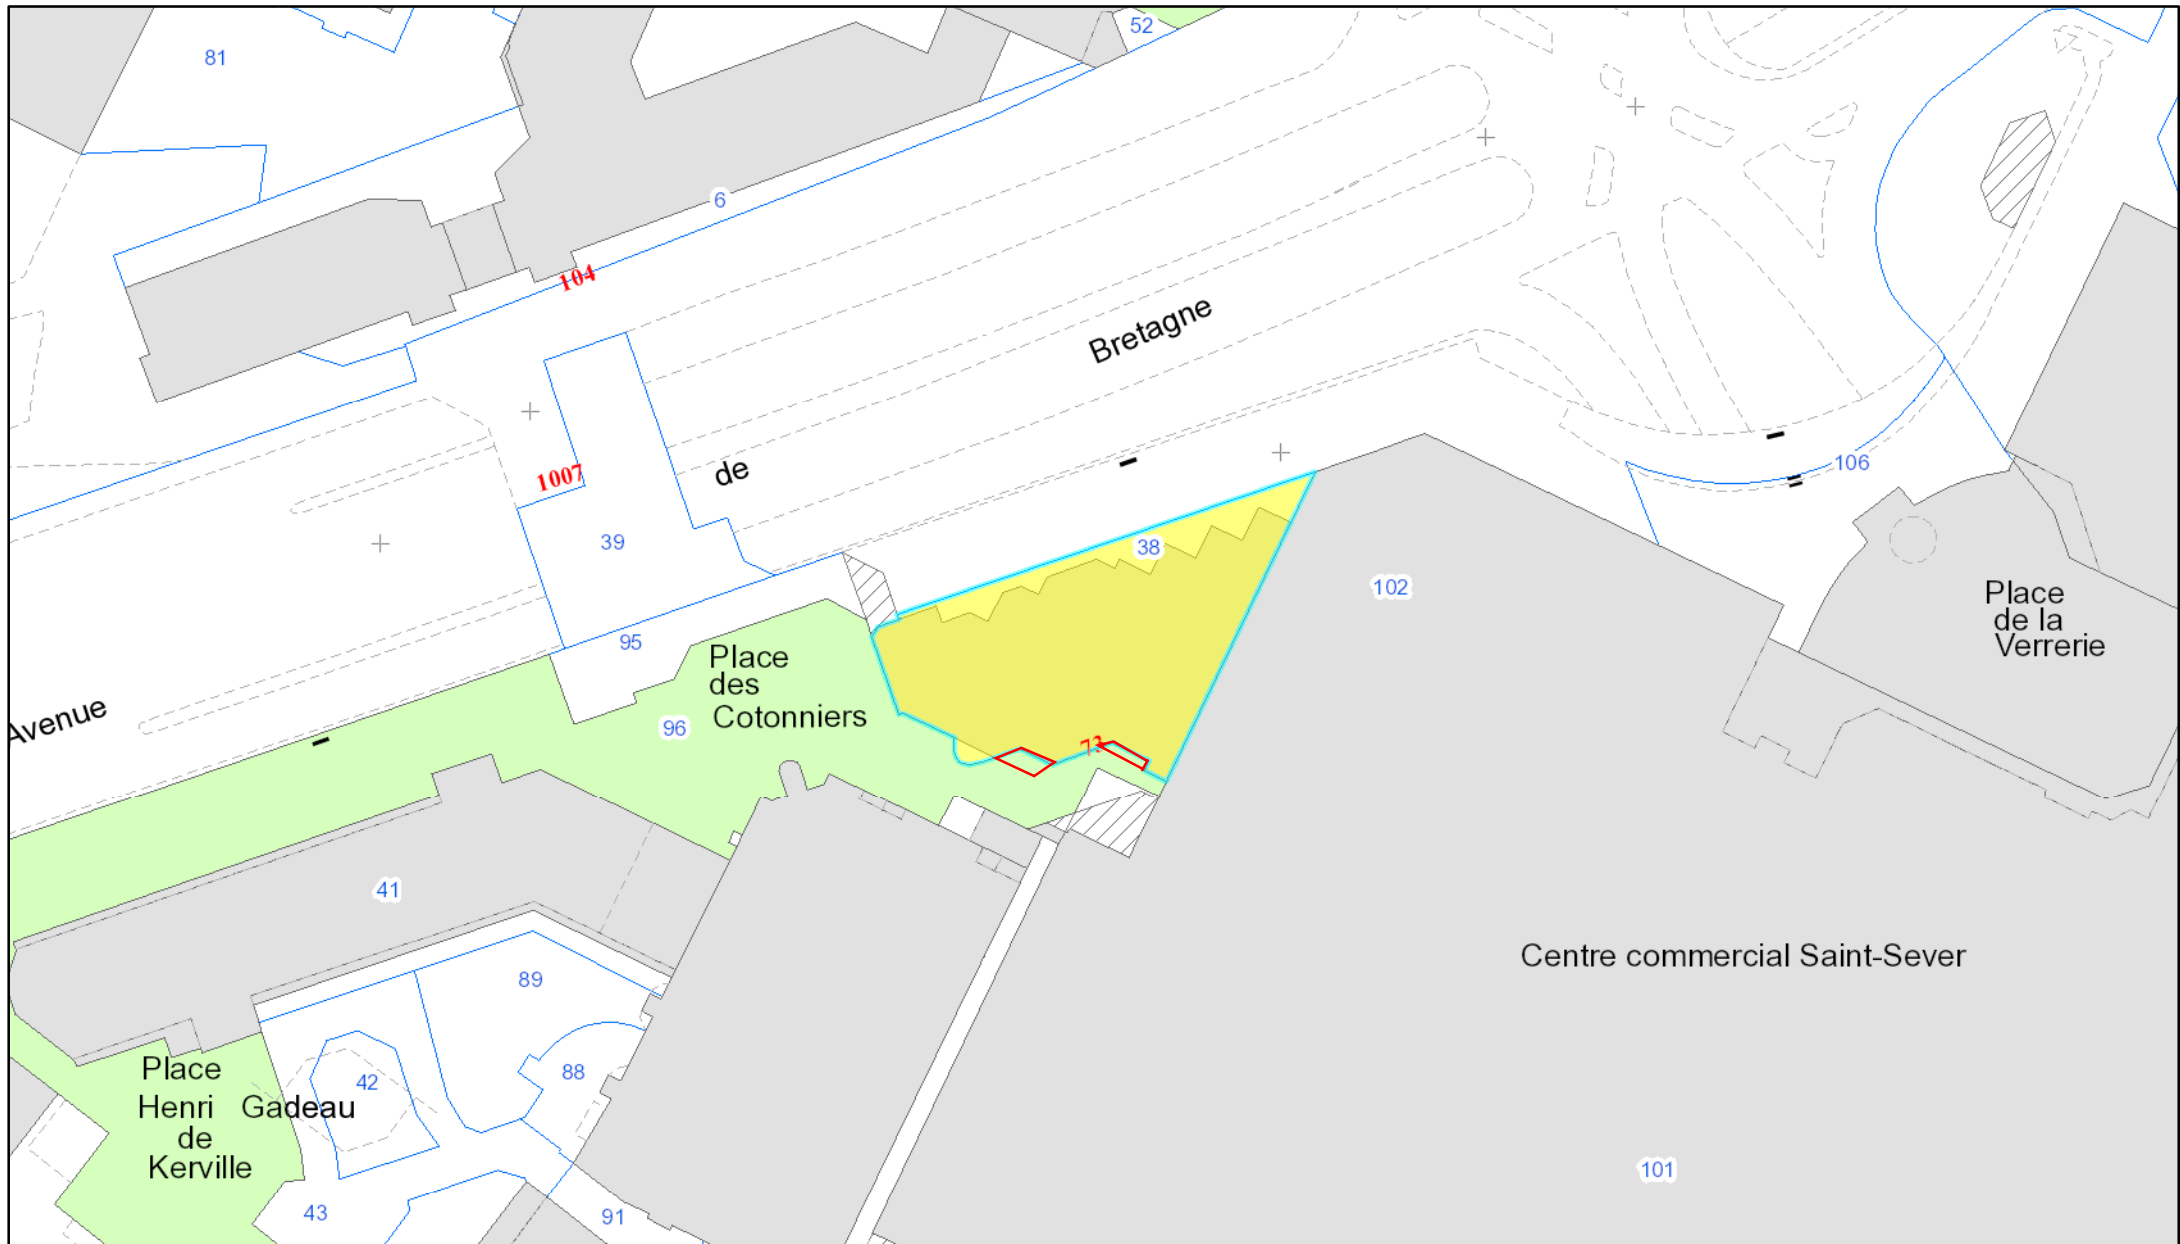 52
81
6
104
Bretagne
106
de
1007
39
38
102
Place
de la
Verrerie
95
Place
des
Cotonniers
96
Avenue
73
41
Centre commercial Saint-Sever
89
88
42
Place
Henri Gadeau
de
Kerville
101
43
91